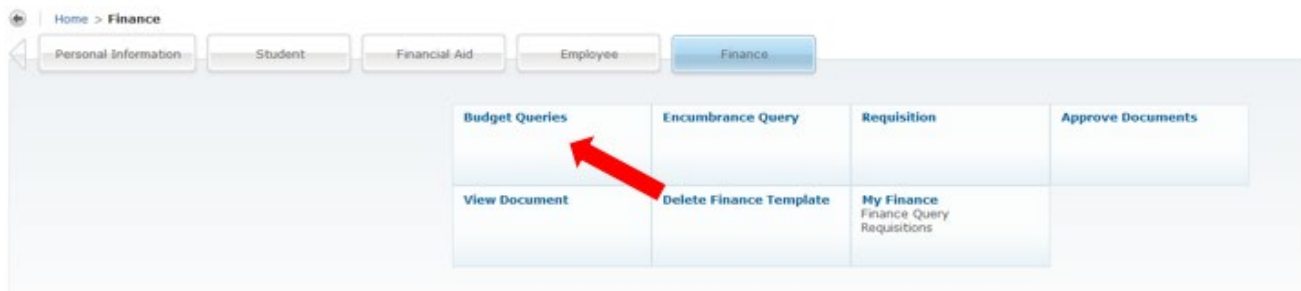 Home > Finance
Personal Information Student Financial Aid Employee Finance
Budget Queries Encumbrance Query Requisition Approve Documents
View Document Delete Finance Template My Finance
Finance Query
Requisitions